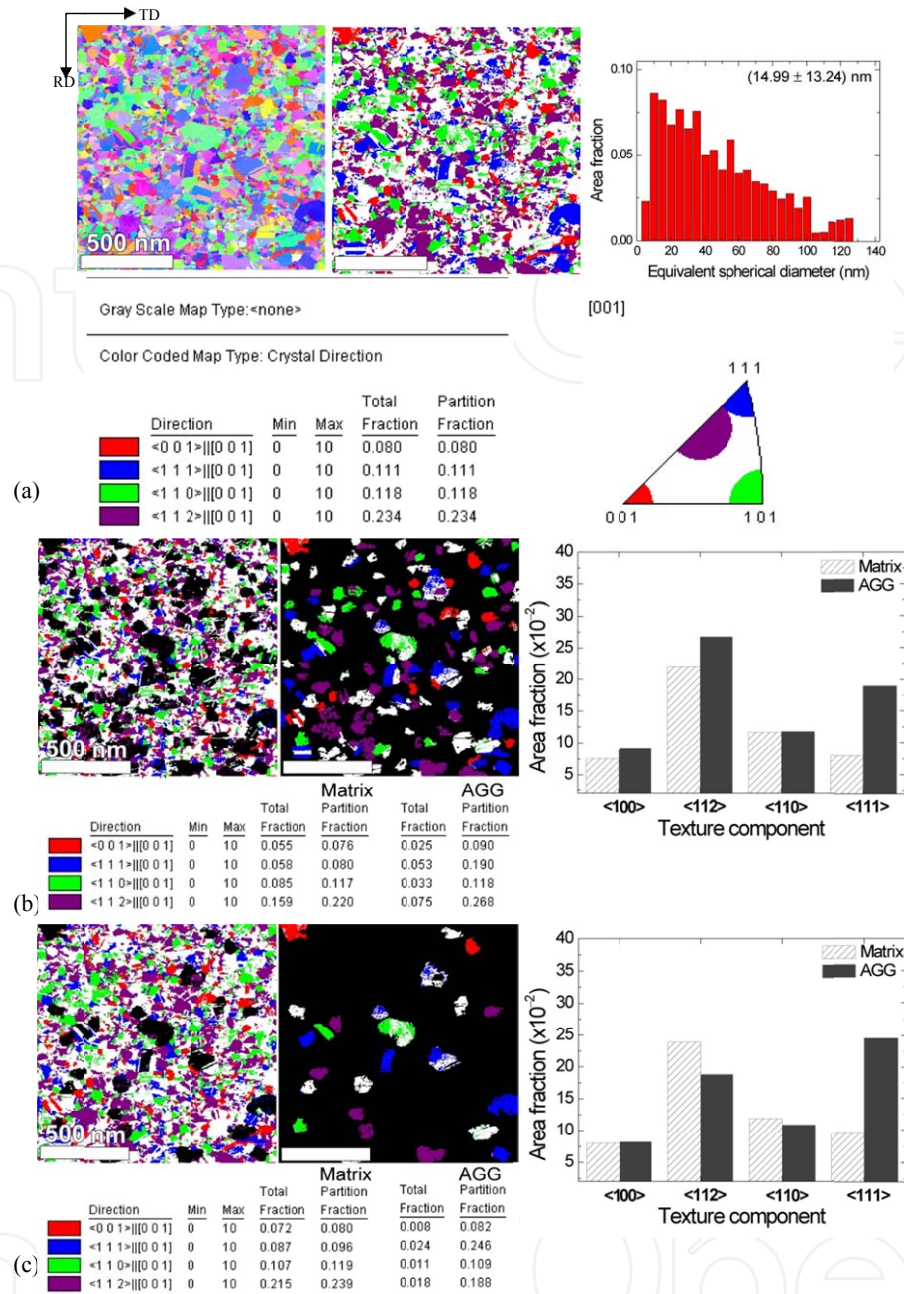 TD
RD
500 nm
(14.99 ± 13.24) nm
0.10
0.05
0.00
Area fraction
0 20 40 60 80 100 120 140
Equivalent spherical diameter (nm)
Gray Scale Map Type:<none>
[001]
Color Coded Map Type: Crystal Direction
Total Partition
Direction Min Max Fraction Fraction
<0 0 1>||[0 0 1] 0 10 0.080 0.080
<1 1 1>||[0 0 1] 0 10 0.111 0.111
<1 1 0>||[0 0 1] 0 10 0.118 0.118
<1 1 2>||[0 0 1] 0 10 0.234 0.234
(a)
1 1 1
0 0 1 1 0 1
500 nm
40
35
30
25
20
15
10
5
Area fraction (x10⁻²)
Matrix
AGG
<100> <112> <110> <111>
Texture component
Matrix AGG
Total Partition Total Partition
Direction Min Max Fraction Fraction Fraction Fraction
<0 0 1>||[0 0 1] 0 10 0.055 0.076 0.025 0.090
<1 1 1>||[0 0 1] 0 10 0.058 0.080 0.053 0.190
<1 1 0>||[0 0 1] 0 10 0.085 0.117 0.033 0.118
<1 1 2>||[0 0 1] 0 10 0.159 0.220 0.075 0.268
(b)
500 nm
40
35
30
25
20
15
10
5
Area fraction (x10⁻²)
Matrix
AGG
<100> <112> <110> <111>
Texture component
Matrix AGG
Total Partition Total Partition
Direction Min Max Fraction Fraction Fraction Fraction
<0 0 1>||[0 0 1] 0 10 0.072 0.080 0.008 0.082
<1 1 1>||[0 0 1] 0 10 0.087 0.096 0.024 0.246
<1 1 0>||[0 0 1] 0 10 0.107 0.119 0.011 0.109
<1 1 2>||[0 0 1] 0 10 0.215 0.239 0.018 0.188
(c)